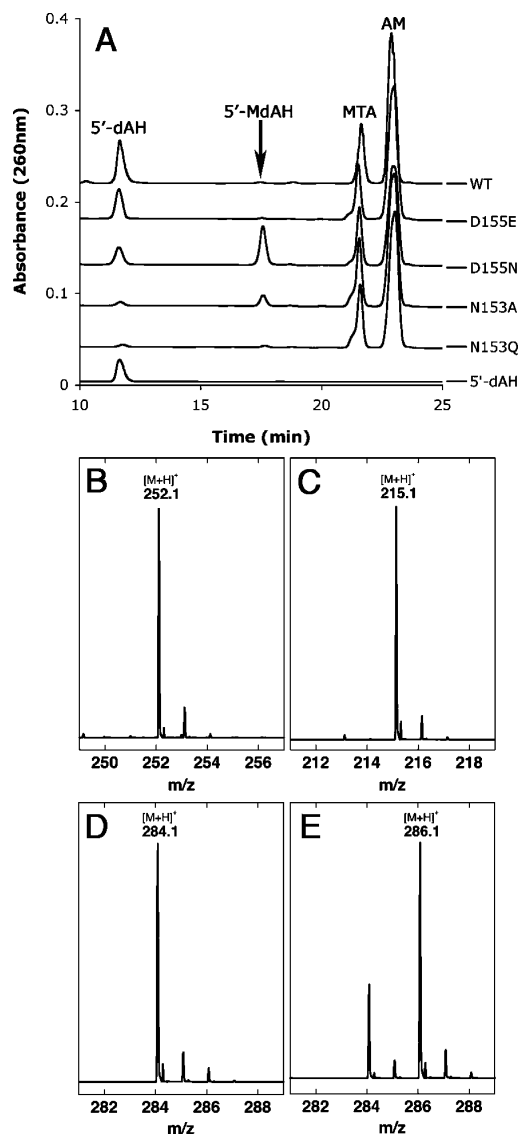 A
AM
5′-dAH
5′-MdAH
MTA
0.4
0.3
0.2
0.1
0
Absorbance (260nm)
WT
D155E
D155N
N153A
N153Q
5'-dAH
10 15 20 25
Time (min)
B
[M+H]+
252.1
250 252 254 256
m/z
C
[M+H]+
215.1
212 214 216 218
m/z
D
[M+H]+
284.1
282 284 286 288
m/z
E
[M+H]+
286.1
282 284 286 288
m/z